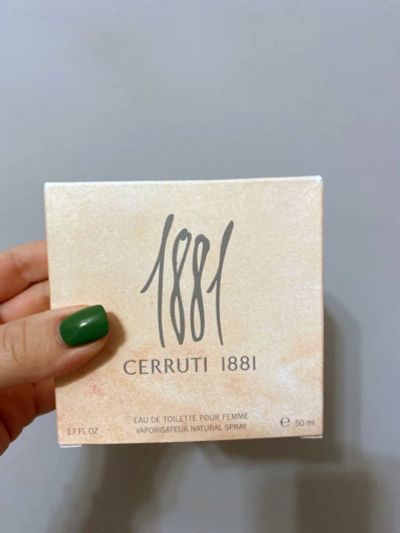 1881
CERRUTI 1881
EAU DE TOILETTE POUR FEMME
1.7 FL OZ VAPORISATEUR NATURAL SPRAY ℮ 50 ml